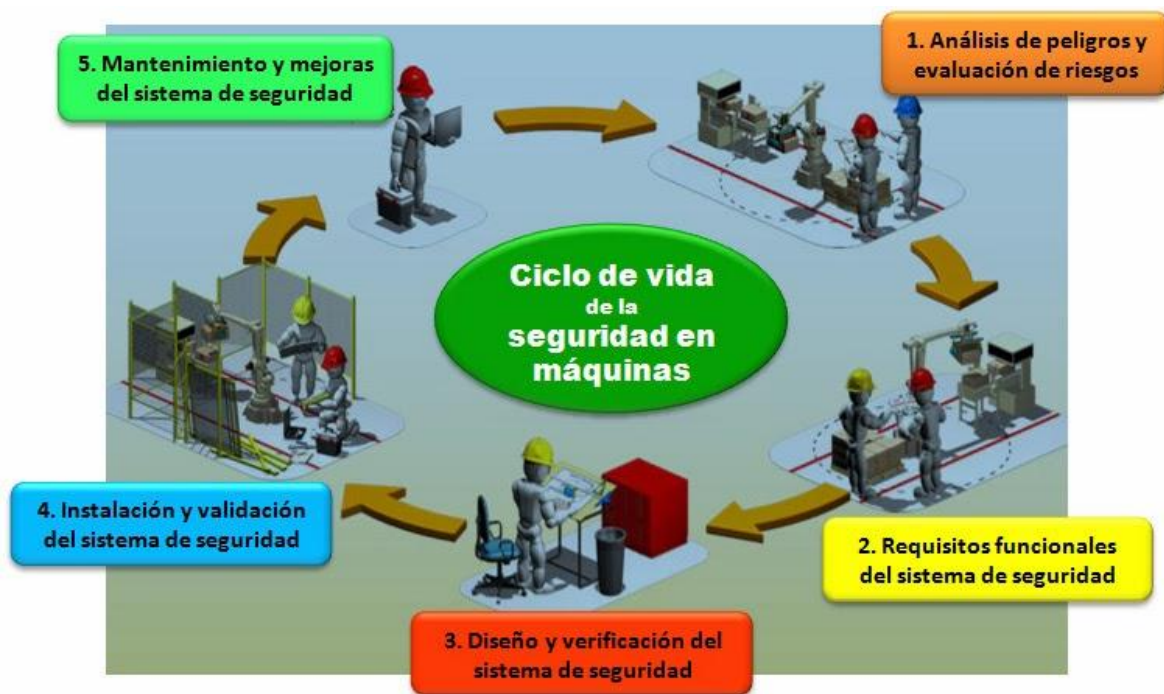 Ciclo de vida
de la
seguridad en
máquinas
1. Análisis de peligros y
evaluación de riesgos
2. Requisitos funcionales
del sistema de seguridad
3. Diseño y verificación del
sistema de seguridad
4. Instalación y validación
del sistema de seguridad
5. Mantenimiento y mejoras
del sistema de seguridad